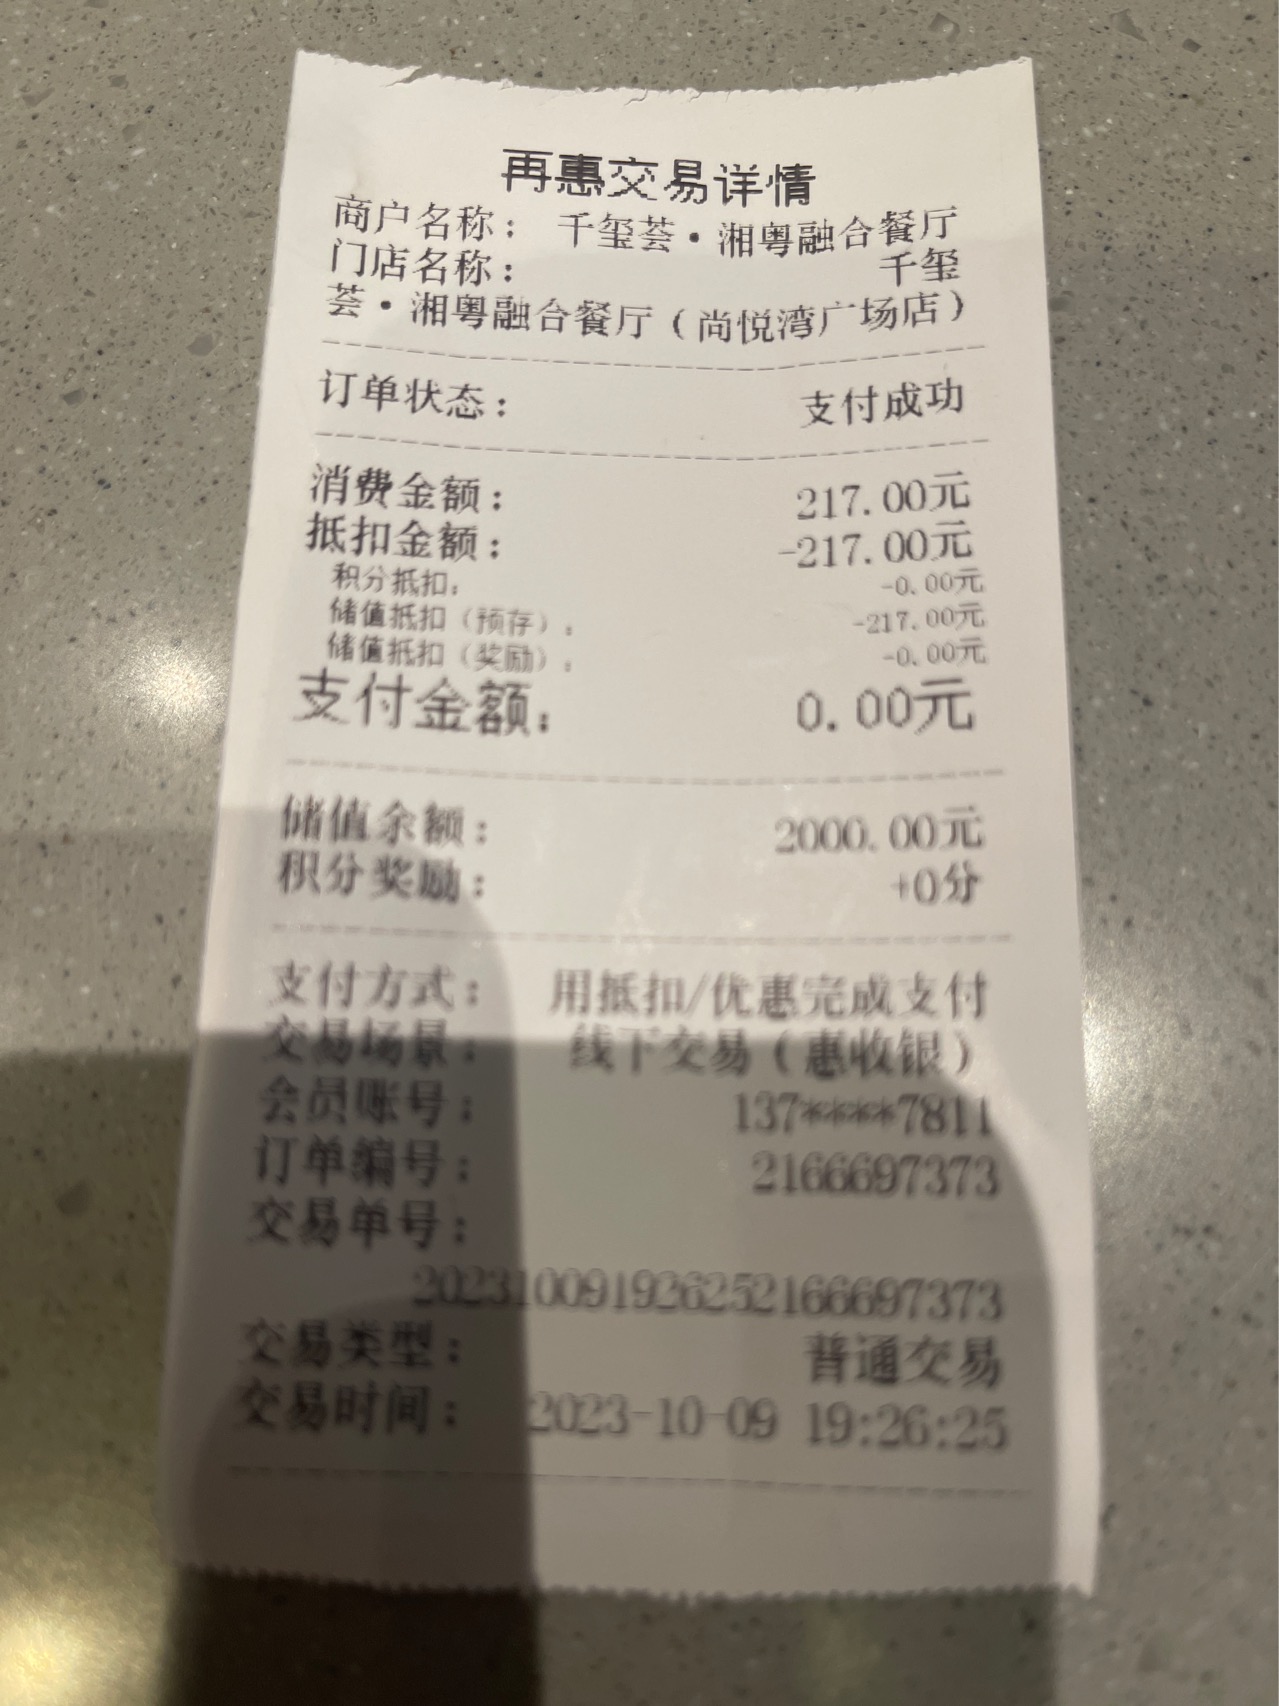 再惠交易详情
商户名称： 千玺荟·湘粤融合餐厅
门店名称： 千玺
荟·湘粤融合餐厅（尚悦湾广场店）
订单状态： 支付成功
消费金额： 217.00元
抵扣金额： -217.00元
积分抵扣： -0.00元
储值抵扣（预存）： -217.00元
储值抵扣（奖励）： -0.00元
支付金额： 0.00元
储值余额： 2000.00元
积分奖励： +0分
支付方式： 用抵扣/优惠完成支付
交易场景： 线下交易（惠收银）
会员账号： 137****7811
订单编号： 2166697373
交易单号：
202310091926252166697373
交易类型： 普通交易
交易时间： 2023-10-09 19:26:25